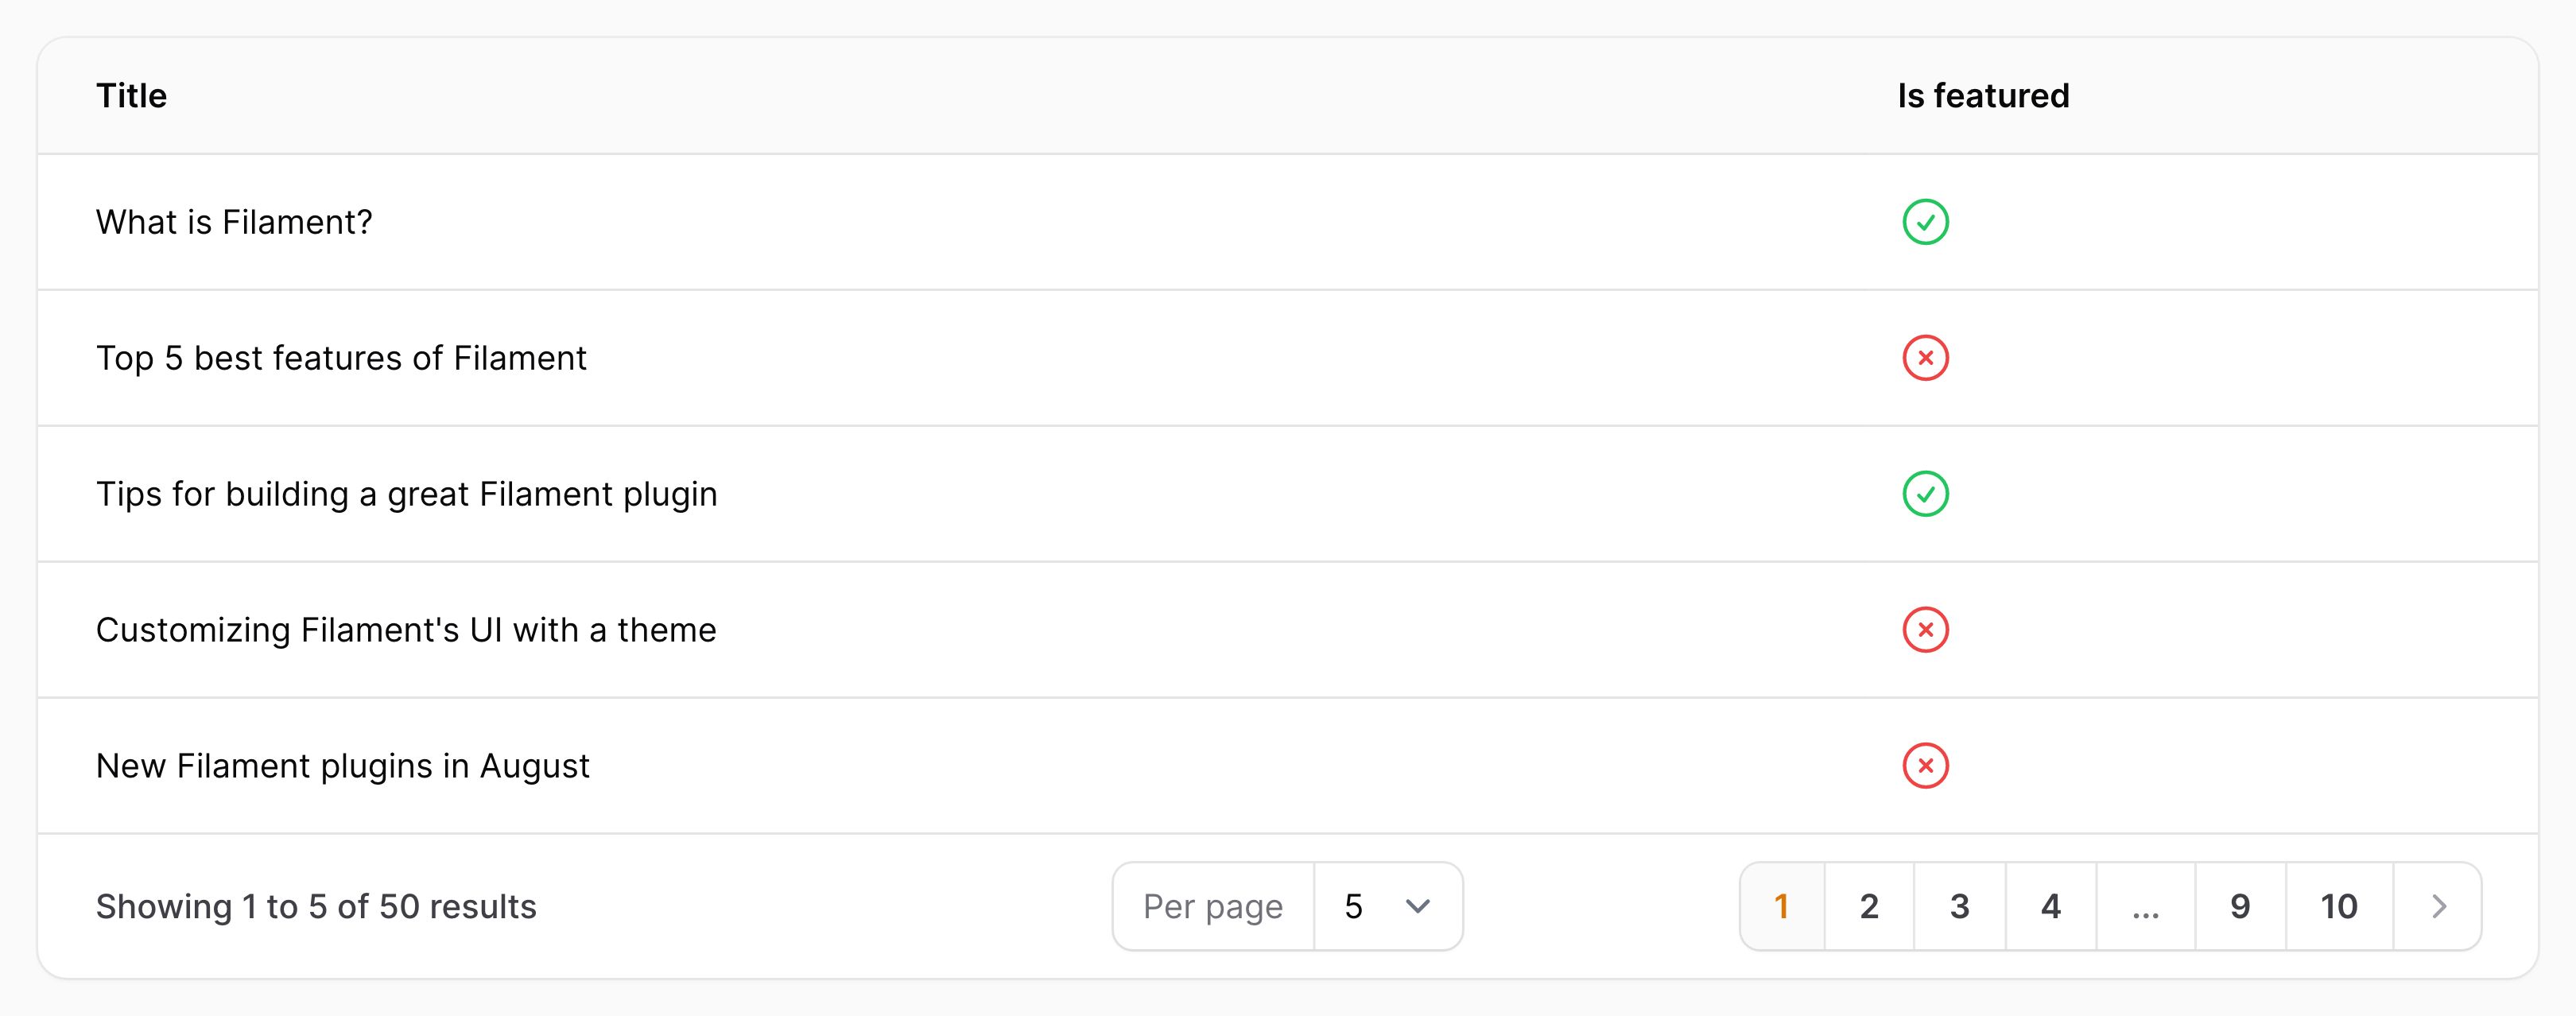 Title Is featured
What is Filament?
Top 5 best features of Filament
Tips for building a great Filament plugin
Customizing Filament's UI with a theme
New Filament plugins in August
Showing 1 to 5 of 50 results Per page 5 1 2 3 4 ... 9 10